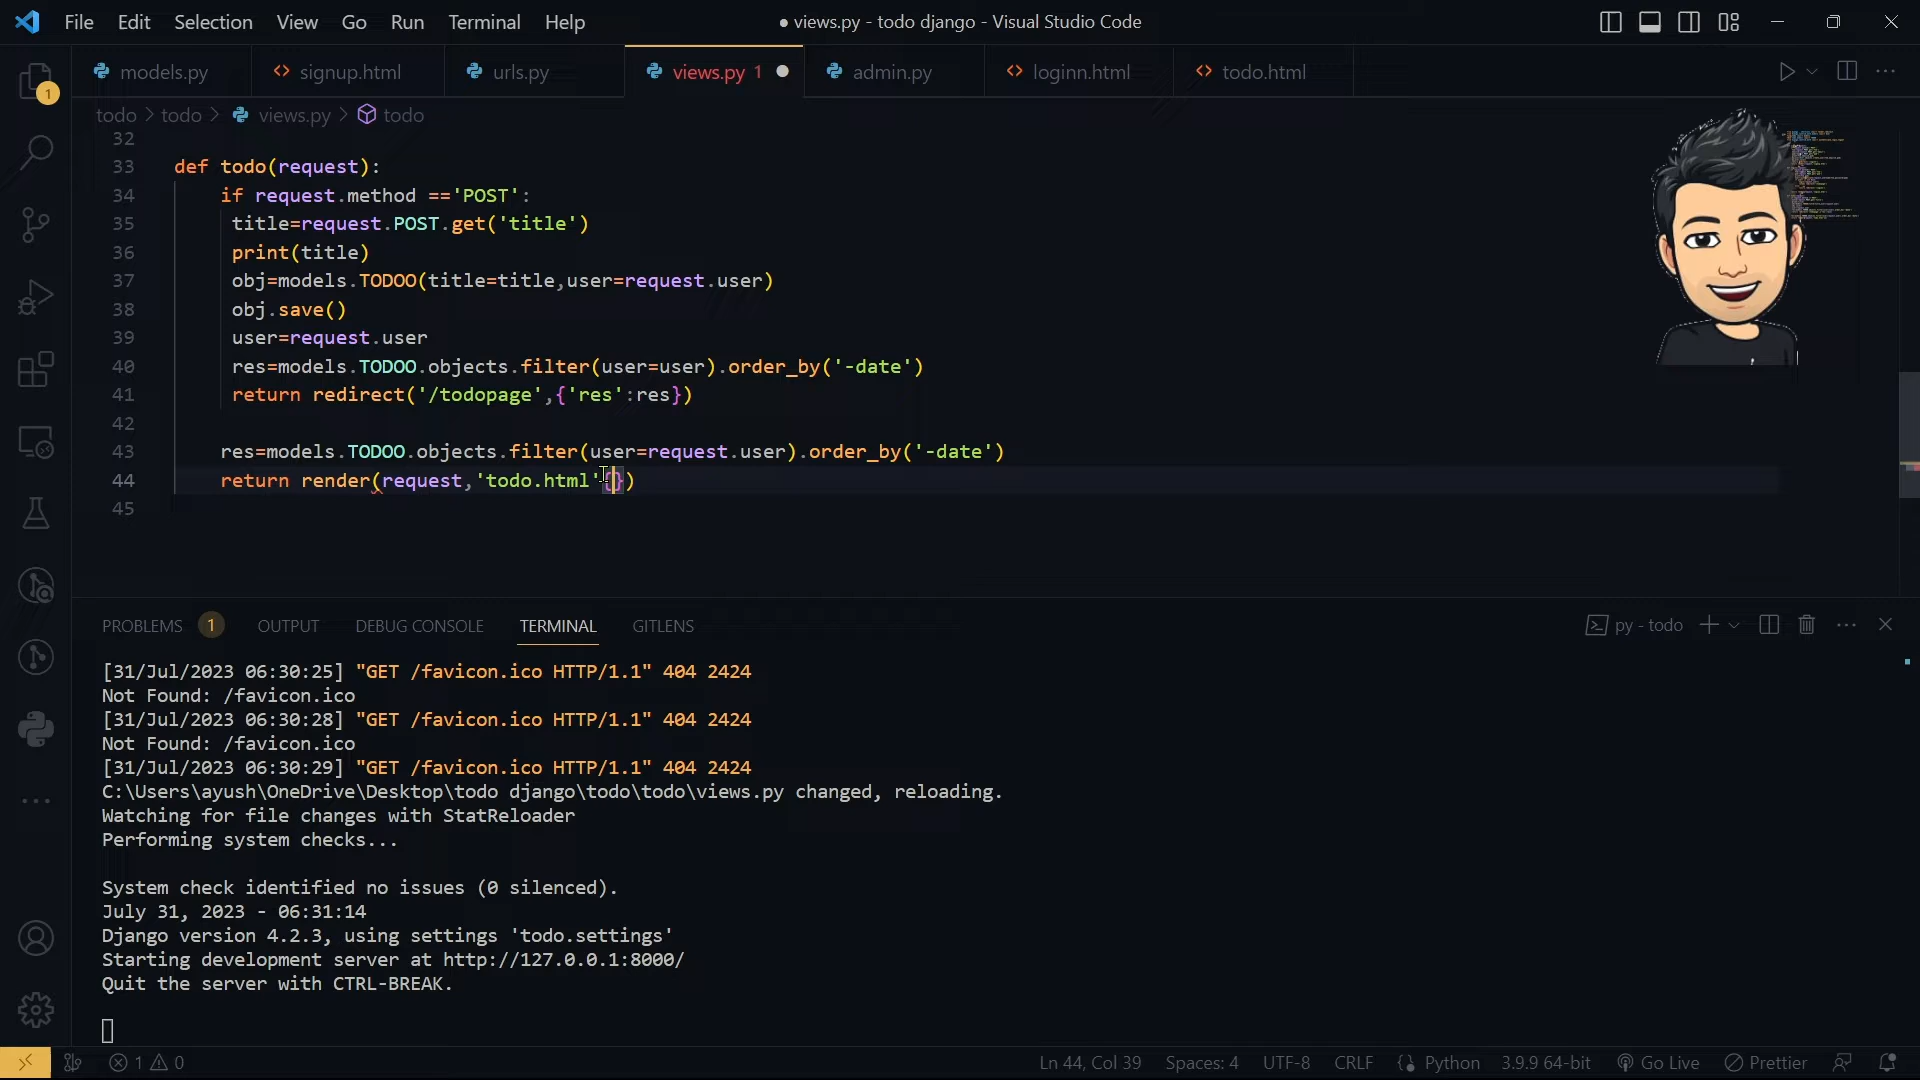 File Edit Selection View Go Run Terminal Help
● views.py - todo django - Visual Studio Code
1
models.py
signup.html
urls.py
views.py 1
admin.py
loginn.html
todo.html
todo > todo > views.py > todo
32
33 def todo(request):
34 if request.method =='POST':
35 title=request.POST.get('title')
36 print(title)
37 obj=models.TODOO(title=title,user=request.user)
38 obj.save()
39 user=request.user
40 res=models.TODOO.objects.filter(user=user).order_by('-date')
41 return redirect('/todopage',{'res':res})
42
43 res=models.TODOO.objects.filter(user=request.user).order_by('-date')
44 return render(request,'todo.html'{})
45
PROBLEMS 1 OUTPUT DEBUG CONSOLE TERMINAL GITLENS
py - todo
[31/Jul/2023 06:30:25] "GET /favicon.ico HTTP/1.1" 404 2424
Not Found: /favicon.ico
[31/Jul/2023 06:30:28] "GET /favicon.ico HTTP/1.1" 404 2424
Not Found: /favicon.ico
[31/Jul/2023 06:30:29] "GET /favicon.ico HTTP/1.1" 404 2424
C:\Users\ayush\OneDrive\Desktop\todo django\todo\todo\views.py changed, reloading.
Watching for file changes with StatReloader
Performing system checks...
System check identified no issues (0 silenced).
July 31, 2023 - 06:31:14
Django version 4.2.3, using settings 'todo.settings'
Starting development server at http://127.0.0.1:8000/
Quit the server with CTRL-BREAK.
1 0
Ln 44, Col 39 Spaces: 4 UTF-8 CRLF Python 3.9.9 64-bit Go Live Prettier